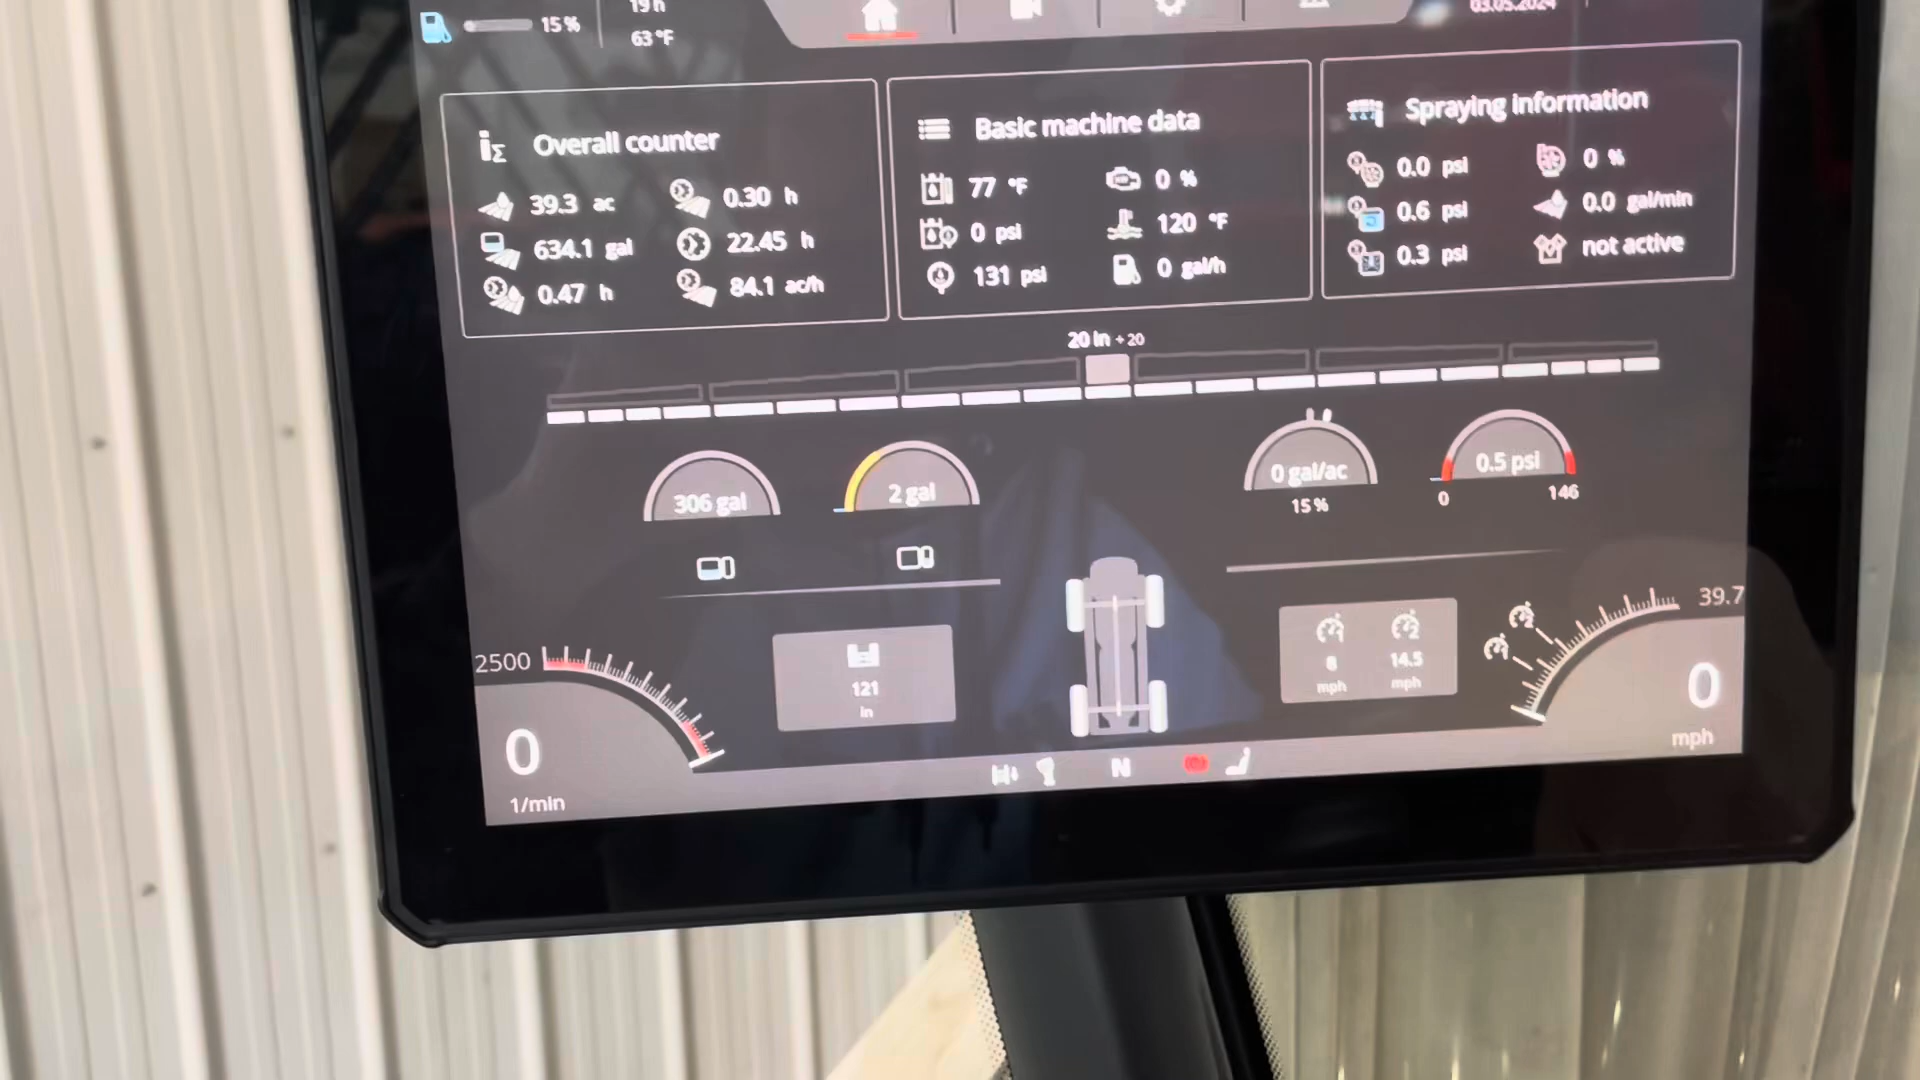 15 %
19 h
63 °F
03.05.2024
Overall counter
39.3 ac
0.30 h
634.1 gal
22.45 h
0.47 h
84.1 ac/h
Basic machine data
77 °F
0 %
0 psi
120 °F
131 psi
0 gal/h
Spraying information
0.0 psi
0 %
0.6 psi
0.0 gal/min
0.3 psi
not active
20 in + 20
306 gal
2 gal
0 gal/ac
15 %
0.5 psi
0
146
2500
0
1/min
121
in
8
mph
14.5
mph
39.7
0
mph
N